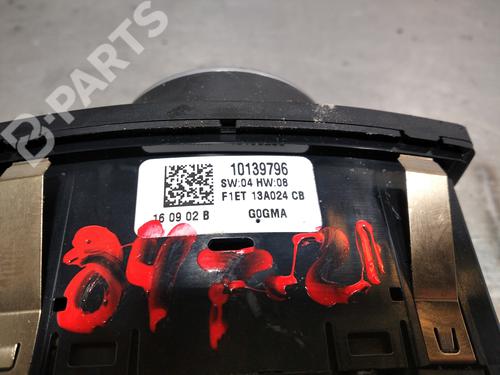 B-PARTS
10139796
SW:04 HW:08
F1ET 13A024 CB
16 09 02 B G0GMA